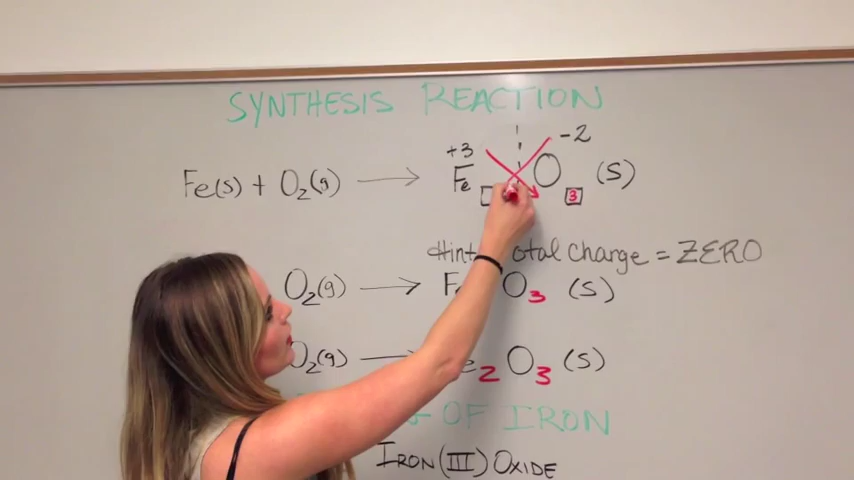 SYNTHESIS REACTION
+3 -2
Fe(s) + O2(g) → Fe O (s)
3
Hint total charge = ZERO
O2(g) → Fe O3 (s)
O2(g) → e2 O3 (s)
OF IRON
IRON (III) OXIDE